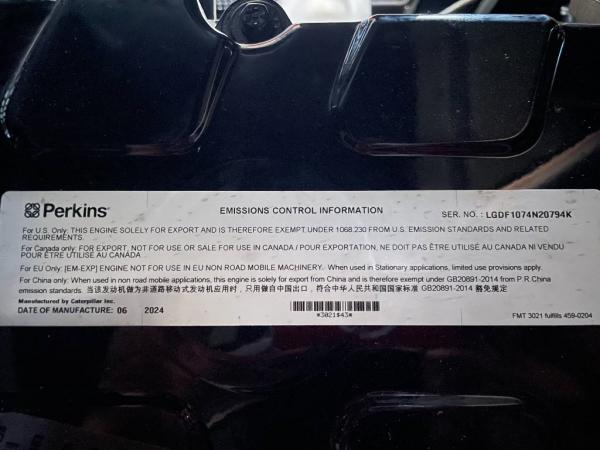 Perkins
EMISSIONS CONTROL INFORMATION
SER. NO. : LGDF1074N20794K
For U.S. Only: THIS ENGINE SOLELY FOR EXPORT AND IS THEREFORE EXEMPT UNDER 1068.230 FROM U.S. EMISSION STANDARDS AND RELATED
REQUIREMENTS.
For Canada only: FOR EXPORT, NOT FOR USE OR SALE FOR USE IN CANADA / POUR EXPORTATION, NE DOIT PAS ÊTRE UTILISÉ AU CANADA NI VENDU
POUR ÊTRE UTILISÉ AU CANADA
For EU Only: [EM-EXP] ENGINE NOT FOR USE IN EU NON ROAD MOBILE MACHINERY. When used in Stationary applications, limited use provisions apply.
For China only: When used in non road mobile applications, this engine is solely for export from China and is therefore exempt under GB20891-2014 from P.R.China
emission standards. 当该发动机做为非道路移动式发动机应用时，只用做自中国出口，符合中华人民共和国国家标准 GB20891-2014 豁免规定
Manufactured by Caterpillar Inc.
DATE OF MANUFACTURE: 06 2024
*3021$43*
FMT 3021 fulfills 459-0204